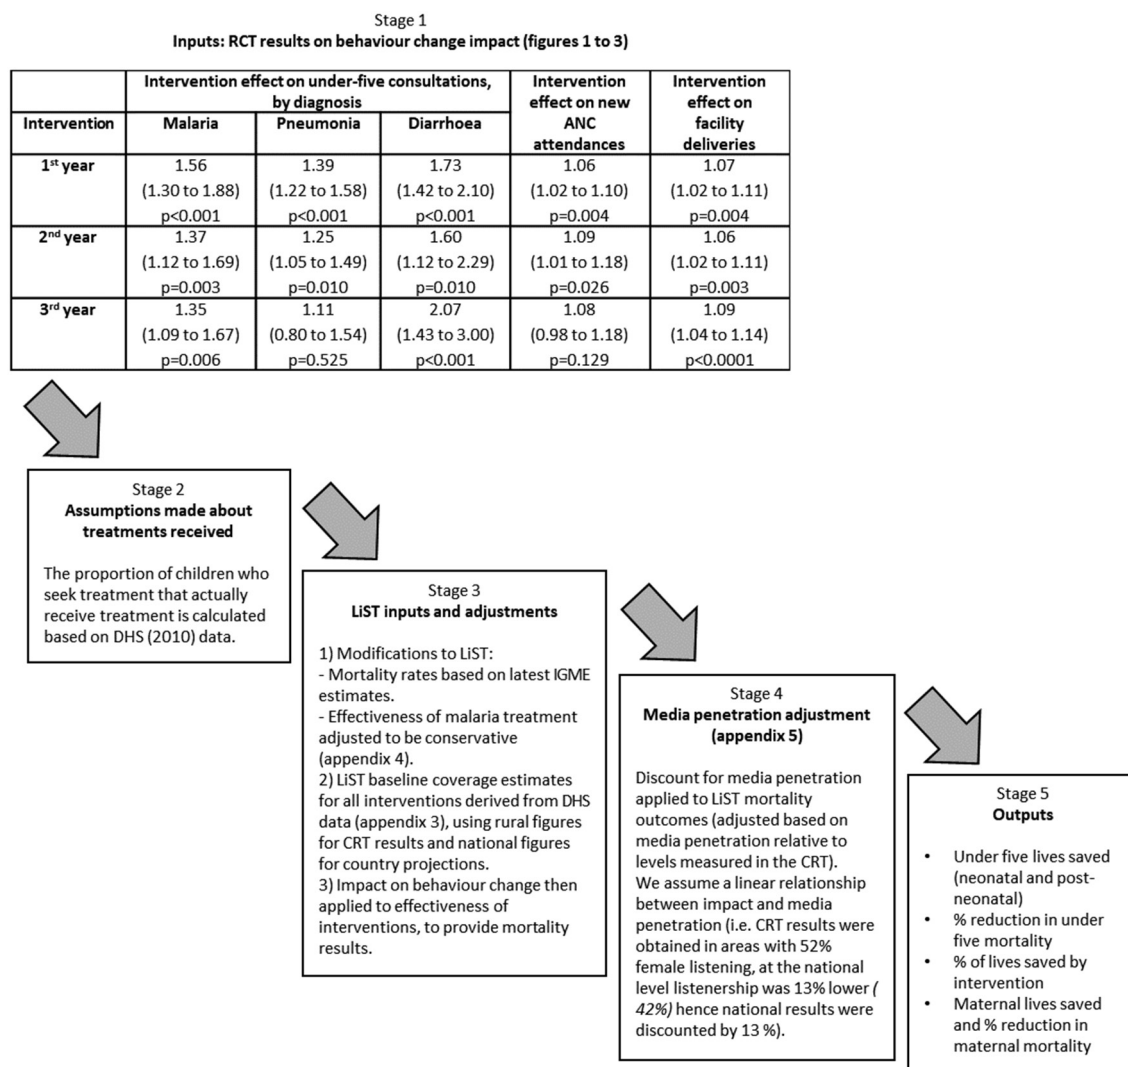 Stage 1
Inputs: RCT results on behaviour change impact (figures 1 to 3)
Intervention effect on under-five consultations,
by diagnosis
Intervention
effect on new
ANC
attendances
Intervention
effect on
facility
deliveries
Intervention
Malaria
Pneumonia
Diarrhoea
1st year
1.56
(1.30 to 1.88)
p<0.001
1.39
(1.22 to 1.58)
p<0.001
1.73
(1.42 to 2.10)
p<0.001
1.06
(1.02 to 1.10)
p=0.004
1.07
(1.02 to 1.11)
p=0.004
2nd year
1.37
(1.12 to 1.69)
p=0.003
1.25
(1.05 to 1.49)
p=0.010
1.60
(1.12 to 2.29)
p=0.010
1.09
(1.01 to 1.18)
p=0.026
1.06
(1.02 to 1.11)
p=0.003
3rd year
1.35
(1.09 to 1.67)
p=0.006
1.11
(0.80 to 1.54)
p=0.525
2.07
(1.43 to 3.00)
p<0.001
1.08
(0.98 to 1.18)
p=0.129
1.09
(1.04 to 1.14)
p<0.0001
Stage 2
Assumptions made about
treatments received
The proportion of children who
seek treatment that actually
receive treatment is calculated
based on DHS (2010) data.
Stage 3
LiST inputs and adjustments
1) Modifications to LiST:
- Mortality rates based on latest IGME
estimates.
- Effectiveness of malaria treatment
adjusted to be conservative
(appendix 4).
2) LiST baseline coverage estimates
for all interventions derived from DHS
data (appendix 3), using rural figures
for CRT results and national figures
for country projections.
3) Impact on behaviour change then
applied to effectiveness of
interventions, to provide mortality
results.
Stage 4
Media penetration adjustment
(appendix 5)
Discount for media penetration
applied to LiST mortality
outcomes (adjusted based on
media penetration relative to
levels measured in the CRT).
We assume a linear relationship
between impact and media
penetration (i.e. CRT results were
obtained in areas with 52%
female listening, at the national
level listenership was 13% lower (
42%) hence national results were
discounted by 13 %).
Stage 5
Outputs
• Under five lives saved
(neonatal and post-
neonatal)
• % reduction in under
five mortality
• % of lives saved by
intervention
• Maternal lives saved
and % reduction in
maternal mortality